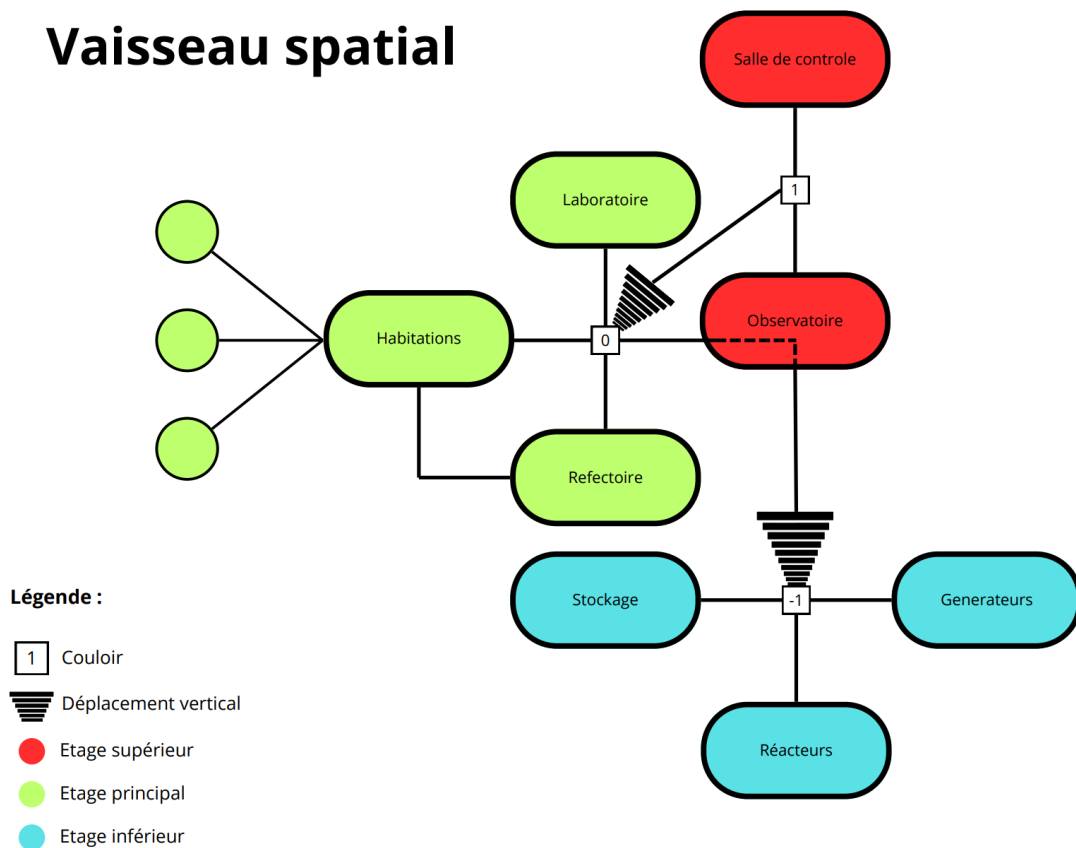 Vaisseau spatial
Salle de controle
1
Laboratoire
Observatoire
Habitations
0
Refectoire
Stockage
-1
Generateurs
Réacteurs
Légende :
1 Couloir
Déplacement vertical
Etage supérieur
Etage principal
Etage inférieur